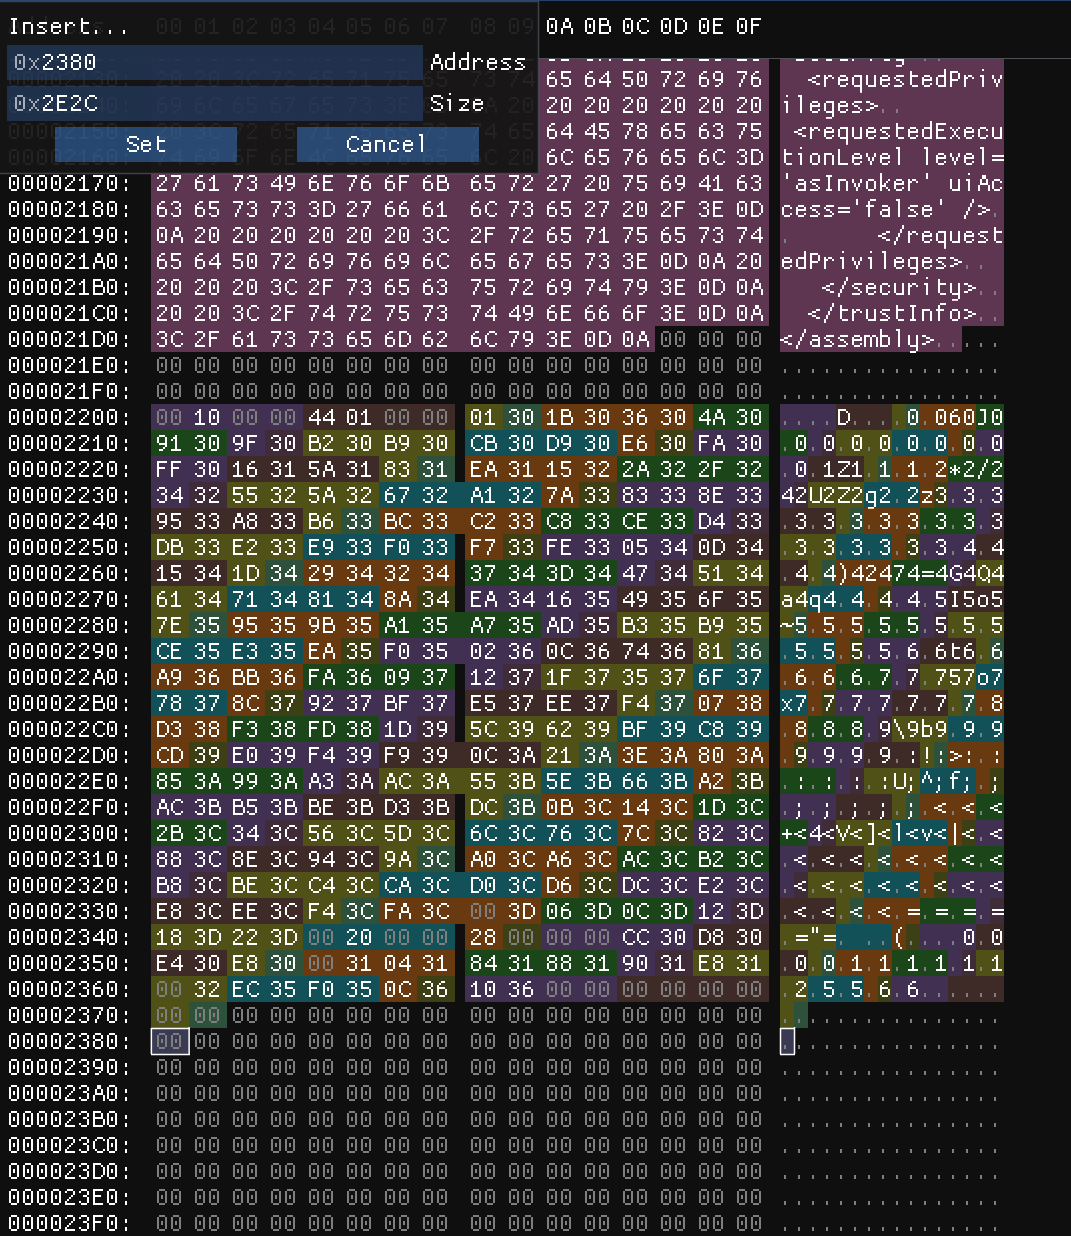 Insert...
0A 0B 0C 0D 0E 0F
0x2380 Address
0x2E2C Size
Set Cancel
65 64 50 72 69 76 <requestedPriv
20 20 20 20 20 20 ileges>..
64 45 78 65 63 75 <requestedExecu
6C 65 76 65 6C 3D tionLevel level=
00002170: 27 61 73 49 6E 76 6F 6B 65 72 27 20 75 69 41 63 'asInvoker' uiAc
00002180: 63 65 73 73 3D 27 66 61 6C 73 65 27 20 2F 3E 0D cess='false' />.
00002190: 0A 20 20 20 20 20 20 3C 2F 72 65 71 75 65 73 74 . </request
000021A0: 65 64 50 72 69 76 69 6C 65 67 65 73 3E 0D 0A 20 edPrivileges>..
000021B0: 20 20 20 3C 2F 73 65 63 75 72 69 74 79 3E 0D 0A </security>..
000021C0: 20 20 3C 2F 74 72 75 73 74 49 6E 66 6F 3E 0D 0A </trustInfo>..
000021D0: 3C 2F 61 73 73 65 6D 62 6C 79 3E 0D 0A 00 00 00 </assembly>.....
000021E0: 00 00 00 00 00 00 00 00 00 00 00 00 00 00 00 00 ................
000021F0: 00 00 00 00 00 00 00 00 00 00 00 00 00 00 00 00 ................
00002200: 00 10 00 00 44 01 00 00 01 30 1B 30 36 30 4A 30 ....D....0.060J0
00002210: 91 30 9F 30 B2 30 B9 30 CB 30 D9 30 E6 30 FA 30 .0.0.0.0.0.0.0.0
00002220: FF 30 16 31 5A 31 83 31 EA 31 15 32 2A 32 2F 32 .0.1Z1.1.1.2*2/2
00002230: 34 32 55 32 5A 32 67 32 A1 32 7A 33 83 33 8E 33 42U2Z2g2.2z3.3.3
00002240: 95 33 A8 33 B6 33 BC 33 C2 33 C8 33 CE 33 D4 33 .3.3.3.3.3.3.3.3
00002250: DB 33 E2 33 E9 33 F0 33 F7 33 FE 33 05 34 0D 34 .3.3.3.3.3.3.4.4
00002260: 15 34 1D 34 29 34 32 34 37 34 3D 34 47 34 51 34 .4.4)42474=4G4Q4
00002270: 61 34 71 34 81 34 8A 34 EA 34 16 35 49 35 6F 35 a4q4.4.4.4.5I5o5
00002280: 7E 35 95 35 9B 35 A1 35 A7 35 AD 35 B3 35 B9 35 ~5.5.5.5.5.5.5.5
00002290: CE 35 E3 35 EA 35 F0 35 02 36 0C 36 74 36 81 36 .5.5.5.5.6.6t6.6
000022A0: A9 36 BB 36 FA 36 09 37 12 37 1F 37 35 37 6F 37 .6.6.6.7.7.757o7
000022B0: 78 37 8C 37 92 37 BF 37 E5 37 EE 37 F4 37 07 38 x7.7.7.7.7.7.7.8
000022C0: D3 38 F3 38 FD 38 1D 39 5C 39 62 39 BF 39 C8 39 .8.8.8.9\9b9.9.9
000022D0: CD 39 E0 39 F4 39 F9 39 0C 3A 21 3A 3E 3A 80 3A .9.9.9.9.:!:>:.:
000022E0: 85 3A 99 3A A3 3A AC 3A 55 3B 5E 3B 66 3B A2 3B .:.:.:.:U;^;f;.;
000022F0: AC 3B B5 3B BE 3B D3 3B DC 3B 0B 3C 14 3C 1D 3C .;.;.;.;.;.<.<.<
00002300: 2B 3C 34 3C 56 3C 5D 3C 6C 3C 76 3C 7C 3C 82 3C +<4<V<]<l<v<|<.<
00002310: 88 3C 8E 3C 94 3C 9A 3C A0 3C A6 3C AC 3C B2 3C .<.<.<.<.<.<.<.<
00002320: B8 3C BE 3C C4 3C CA 3C D0 3C D6 3C DC 3C E2 3C .<.<.<.<.<.<.<.<
00002330: E8 3C EE 3C F4 3C FA 3C 00 3D 06 3D 0C 3D 12 3D .<.<.<.<.=.=.=.=
00002340: 18 3D 22 3D 00 20 00 00 28 00 00 00 CC 30 D8 30 .="=. ..(....0.0
00002350: E4 30 E8 30 00 31 04 31 84 31 88 31 90 31 E8 31 .0.0.1.1.1.1.1.1
00002360: 00 32 EC 35 F0 35 0C 36 10 36 00 00 00 00 00 00 .2.5.5.6.6......
00002370: 00 00 00 00 00 00 00 00 00 00 00 00 00 00 00 00 ................
00002380: 00 00 00 00 00 00 00 00 00 00 00 00 00 00 00 00 ................
00002390: 00 00 00 00 00 00 00 00 00 00 00 00 00 00 00 00 ................
000023A0: 00 00 00 00 00 00 00 00 00 00 00 00 00 00 00 00 ................
000023B0: 00 00 00 00 00 00 00 00 00 00 00 00 00 00 00 00 ................
000023C0: 00 00 00 00 00 00 00 00 00 00 00 00 00 00 00 00 ................
000023D0: 00 00 00 00 00 00 00 00 00 00 00 00 00 00 00 00 ................
000023E0: 00 00 00 00 00 00 00 00 00 00 00 00 00 00 00 00 ................
000023F0: 00 00 00 00 00 00 00 00 00 00 00 00 00 00 00 00 ................